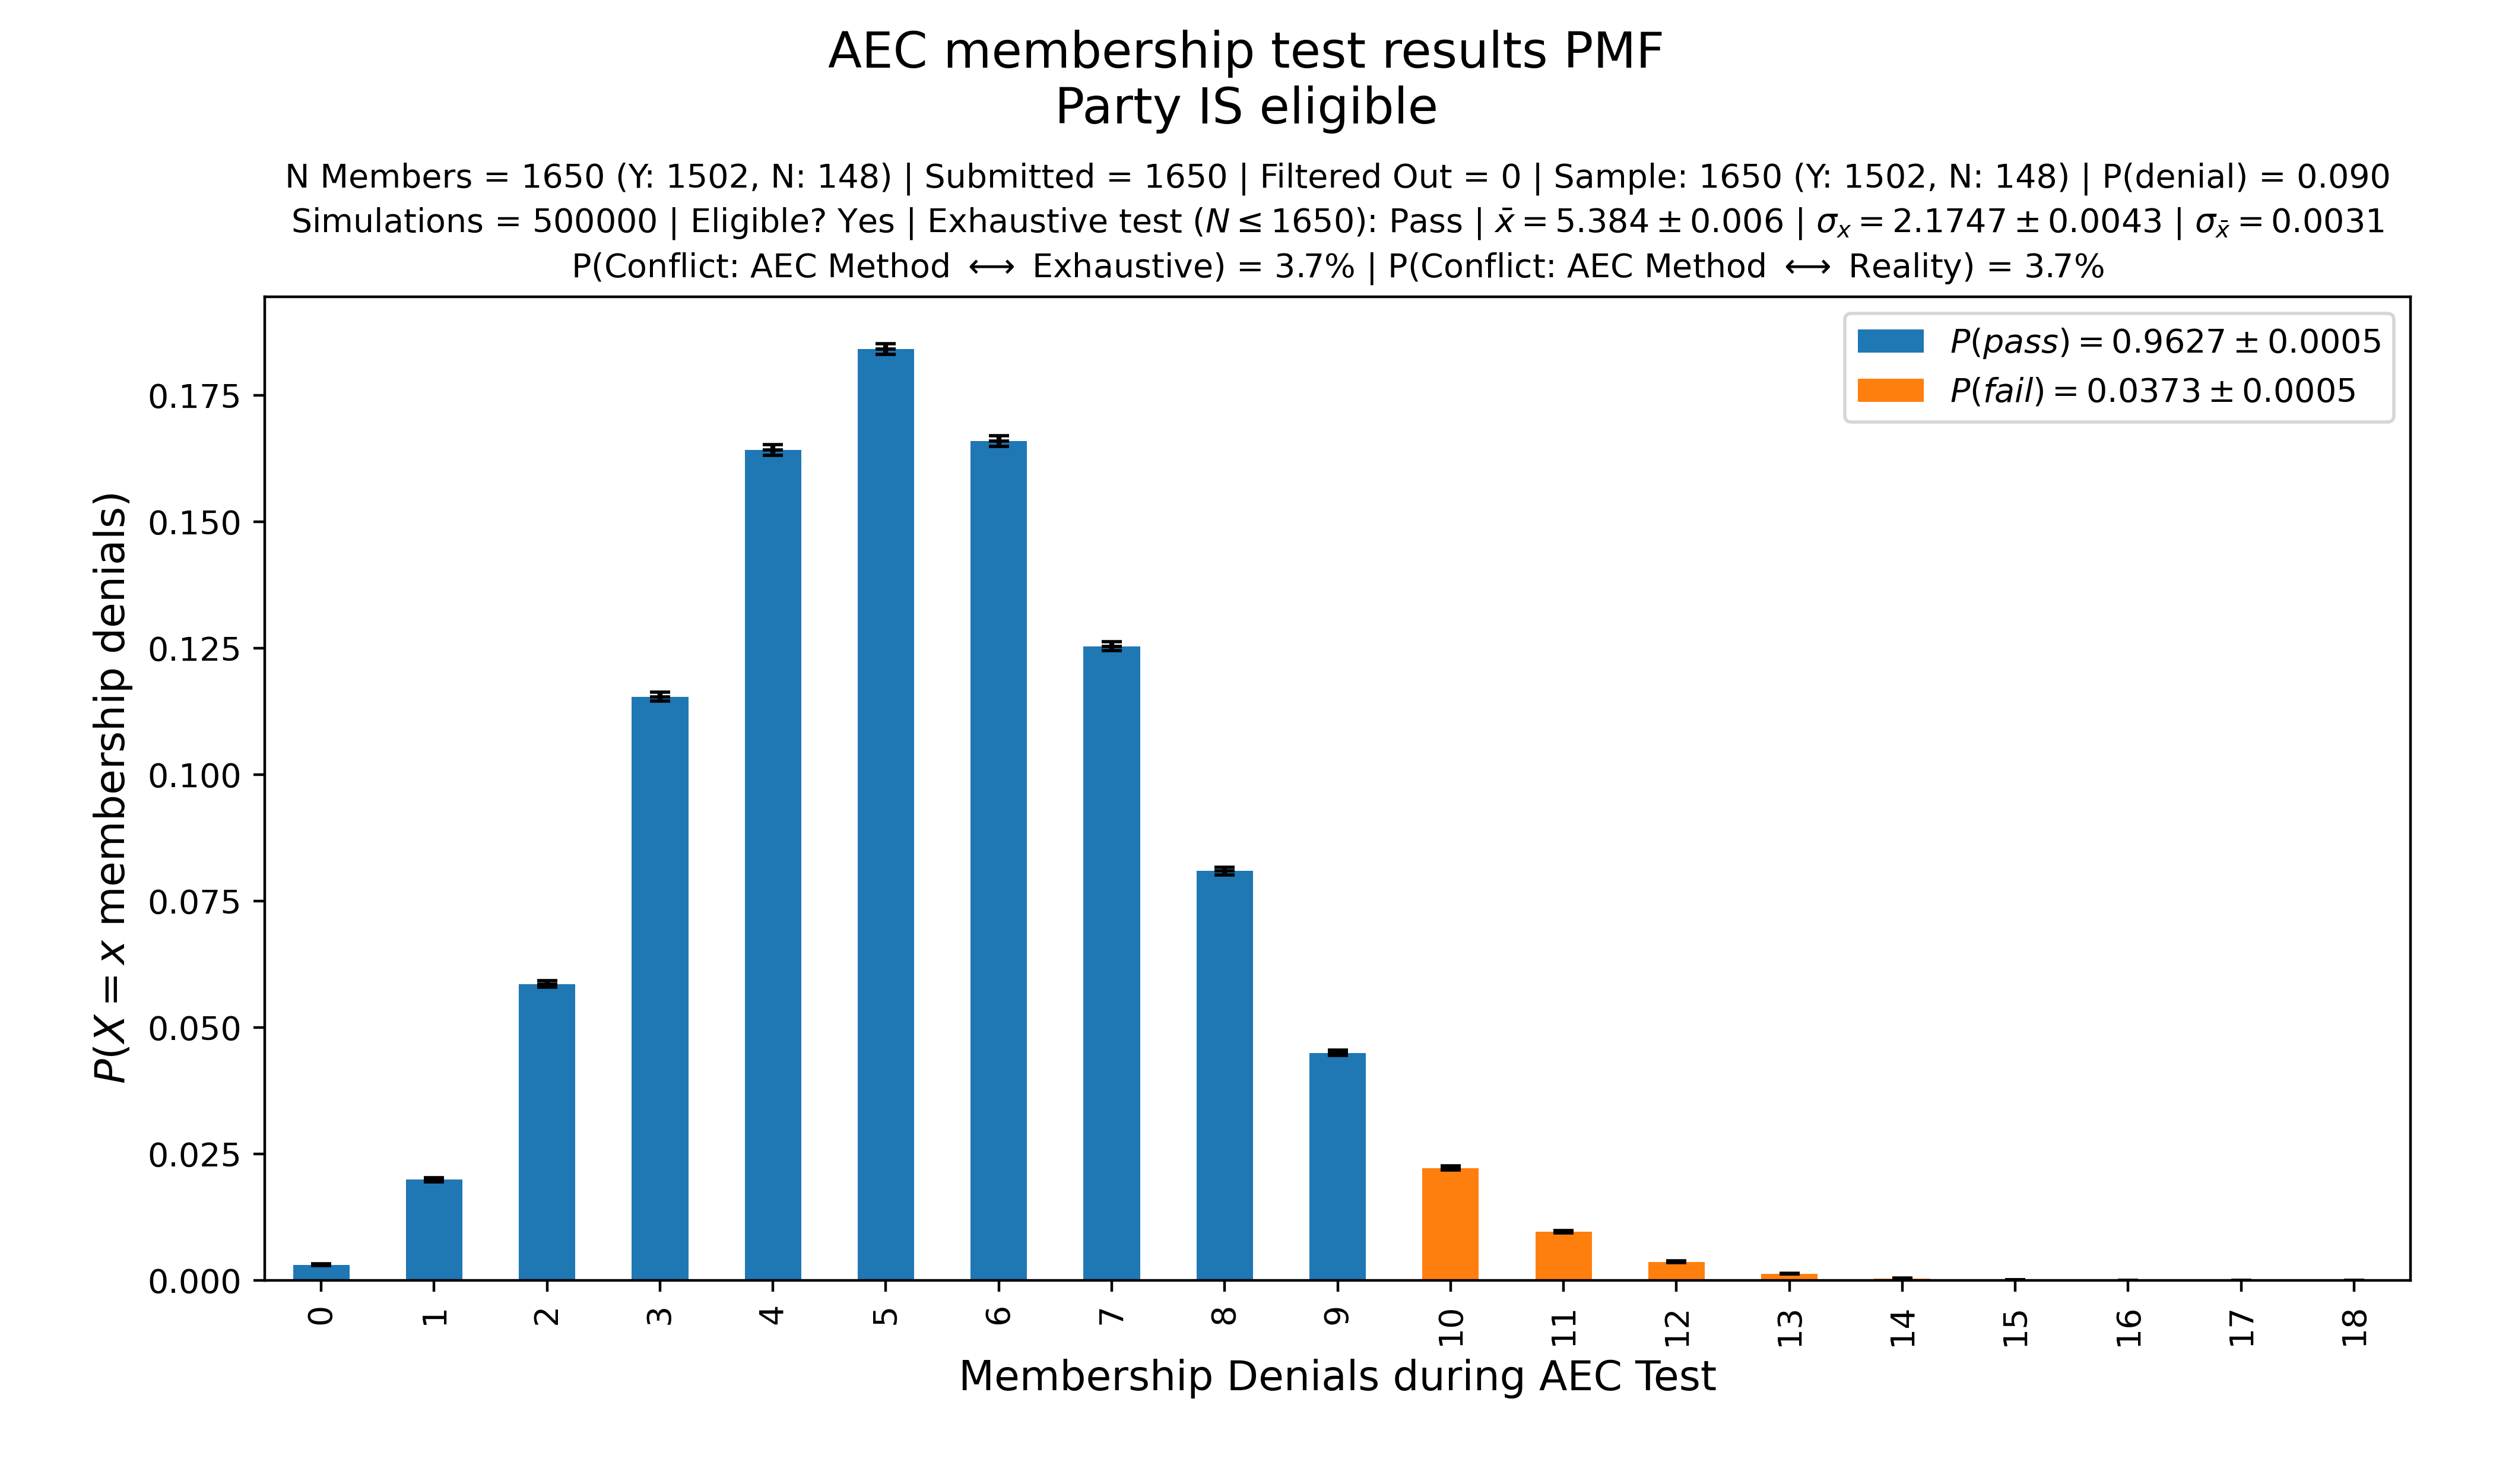 AEC membership test results PMF
Party IS eligible
N Members = 1650 (Y: 1502, N: 148) | Submitted = 1650 | Filtered Out = 0 | Sample: 1650 (Y: 1502, N: 148) | P(denial) = 0.090
Simulations = 500000 | Eligible? Yes | Exhaustive test (N ≤ 1650): Pass | x̄ = 5.384 ± 0.006 | σₓ = 2.1747 ± 0.0043 | σ_x̄ = 0.0031
P(Conflict: AEC Method ⟷ Exhaustive) = 3.7% | P(Conflict: AEC Method ⟷ Reality) = 3.7%
P(pass) = 0.9627 ± 0.0005
P(fail) = 0.0373 ± 0.0005
P(X = x membership denials)
0.175
0.150
0.125
0.100
0.075
0.050
0.025
0.000
0 1 2 3 4 5 6 7 8 9 10 11 12 13 14 15 16 17 18
Membership Denials during AEC Test